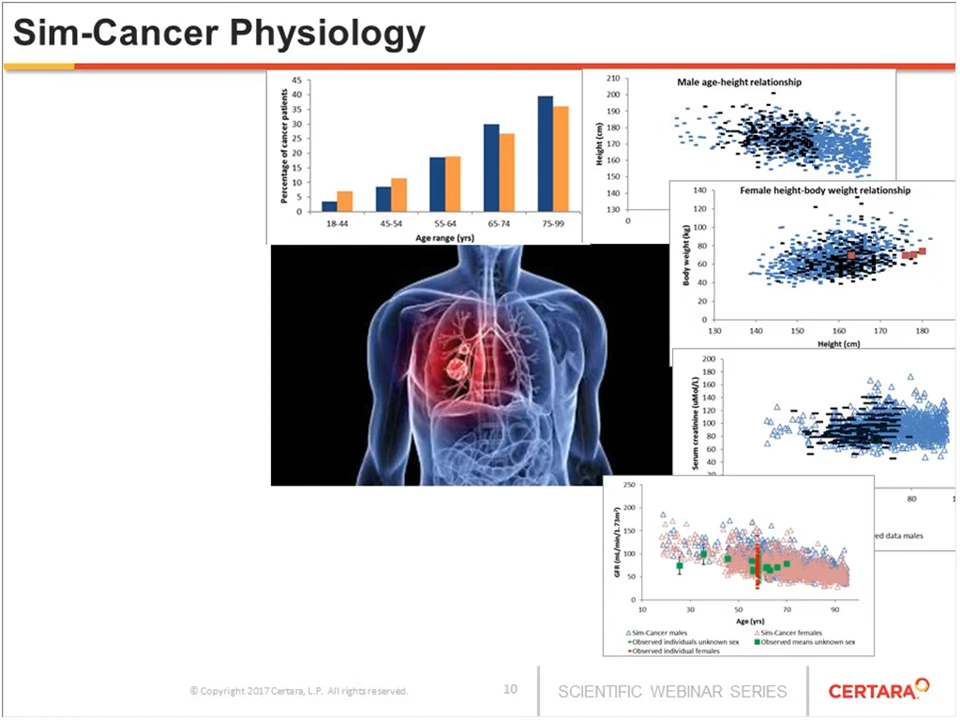 Sim-Cancer Physiology
Percentage of cancer patients
45
40
35
30
25
20
15
10
5
0
18-44 45-54 55-64 65-74 75-99
Age range (yrs)
Male age-height relationship
Height (cm)
210
200
190
180
170
160
150
140
130
0
Female height-body weight relationship
Body weight (kg)
140
120
100
80
60
40
20
0
130 140 150 160 170 180
Height (cm)
Serum creatinine (uMol/L)
200
180
160
140
120
100
80
60
40
20
80 1
ved data males
GFR (mL/min/1.73m²)
250
200
150
100
50
0
10 30 50 70 90
Age (yrs)
Sim-Cancer males Sim-Cancer females
Observed individuals unknown sex Observed means unknown sex
Observed individual females
© Copyright 2017 Certara, L.P. All rights reserved.
10
SCIENTIFIC WEBINAR SERIES
CERTARA